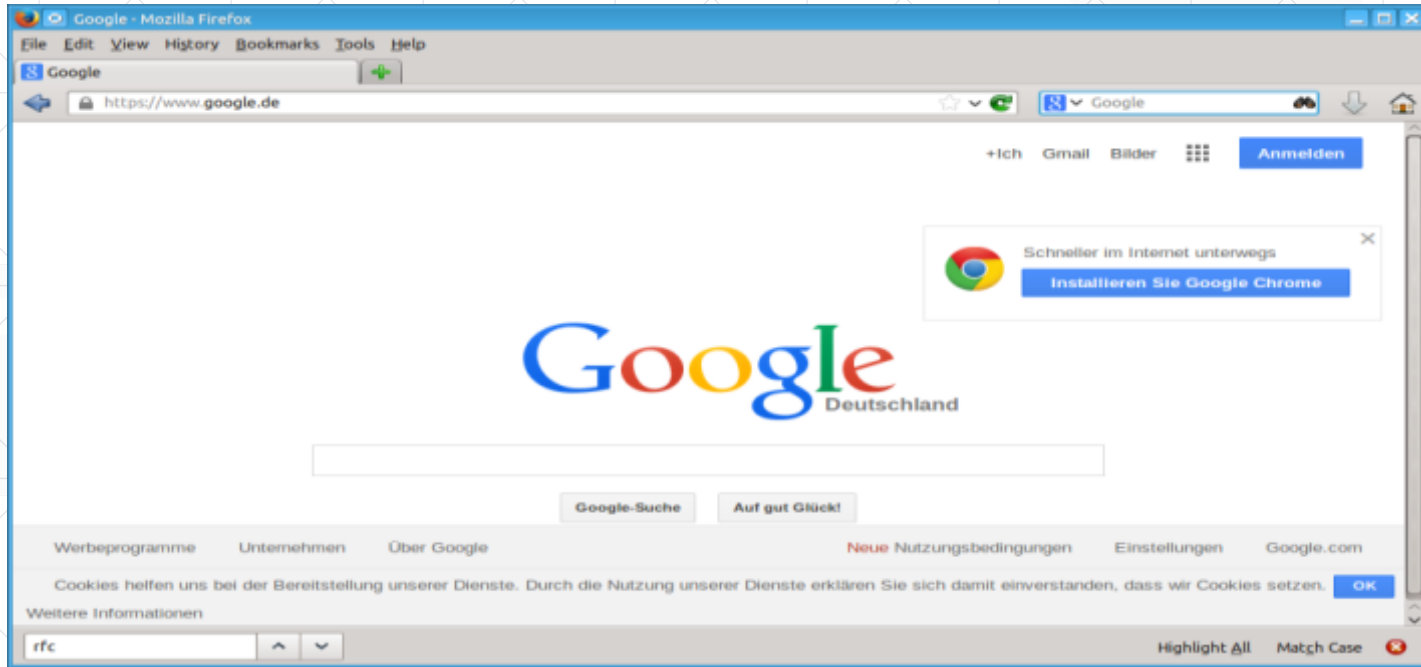 Google - Mozilla Firefox
File Edit View History Bookmarks Tools Help
Google
https://www.google.de Google
+Ich Gmail Bilder Anmelden
Schneller im Internet unterwegs
Installieren Sie Google Chrome
Google
Deutschland
Google-Suche Auf gut Glück!
Werbeprogramme Unternehmen Über Google Neue Nutzungsbedingungen Einstellungen Google.com
Cookies helfen uns bei der Bereitstellung unserer Dienste. Durch die Nutzung unserer Dienste erklären Sie sich damit einverstanden, dass wir Cookies setzen. OK
Weitere Informationen
rfc Highlight All Match Case